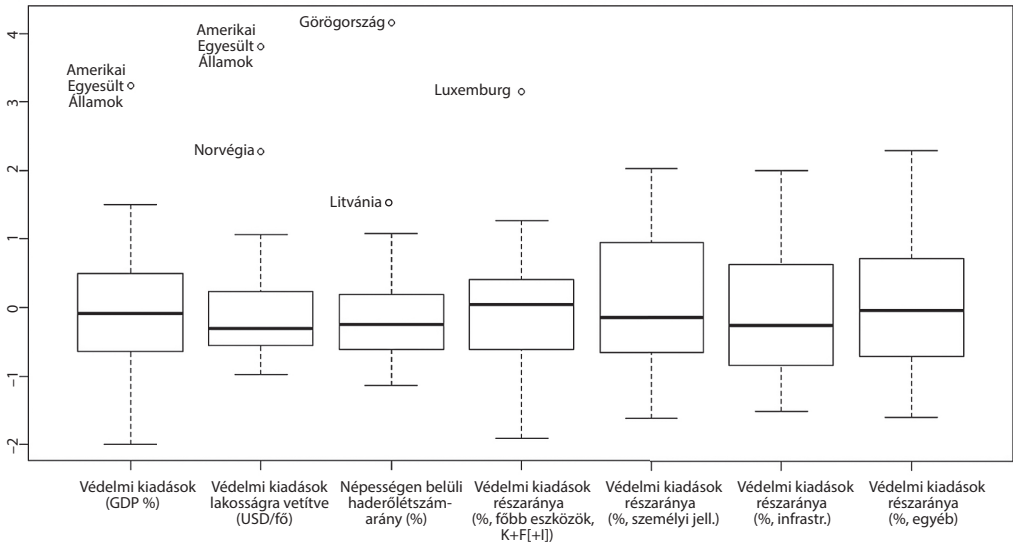 4
3
2
1
0
−1
−2
Amerikai
Egyesült
Államok
Amerikai
Egyesült
Államok
Norvégia
Görögország
Litvánia
Luxemburg
Védelmi kiadások
(GDP %)
Védelmi kiadások
lakosságra vetítve
(USD/fő)
Népességen belüli
haderőlétszám-
arány (%)
Védelmi kiadások
részaránya
(%, főbb eszközök,
K+F[+I])
Védelmi kiadások
részaránya
(%, személyi jell.)
Védelmi kiadások
részaránya
(%, infrastr.)
Védelmi kiadások
részaránya
(%, egyéb)